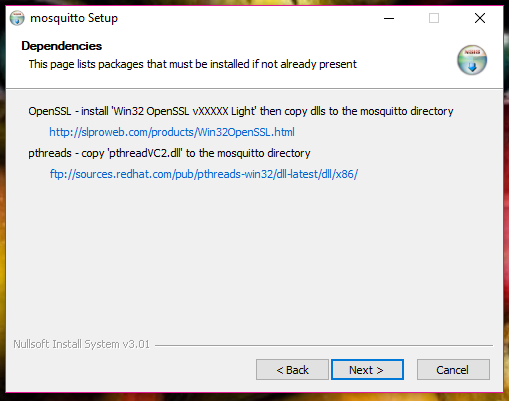 mosquitto Setup
Dependencies
This page lists packages that must be installed if not already present
OpenSSL - install 'Win32 OpenSSL vXXXXX Light' then copy dlls to the mosquitto directory
http://slproweb.com/products/Win32OpenSSL.html
pthreads - copy 'pthreadVC2.dll' to the mosquitto directory
ftp://sources.redhat.com/pub/pthreads-win32/dll-latest/dll/x86/
Nullsoft Install System v3.01
< Back Next > Cancel